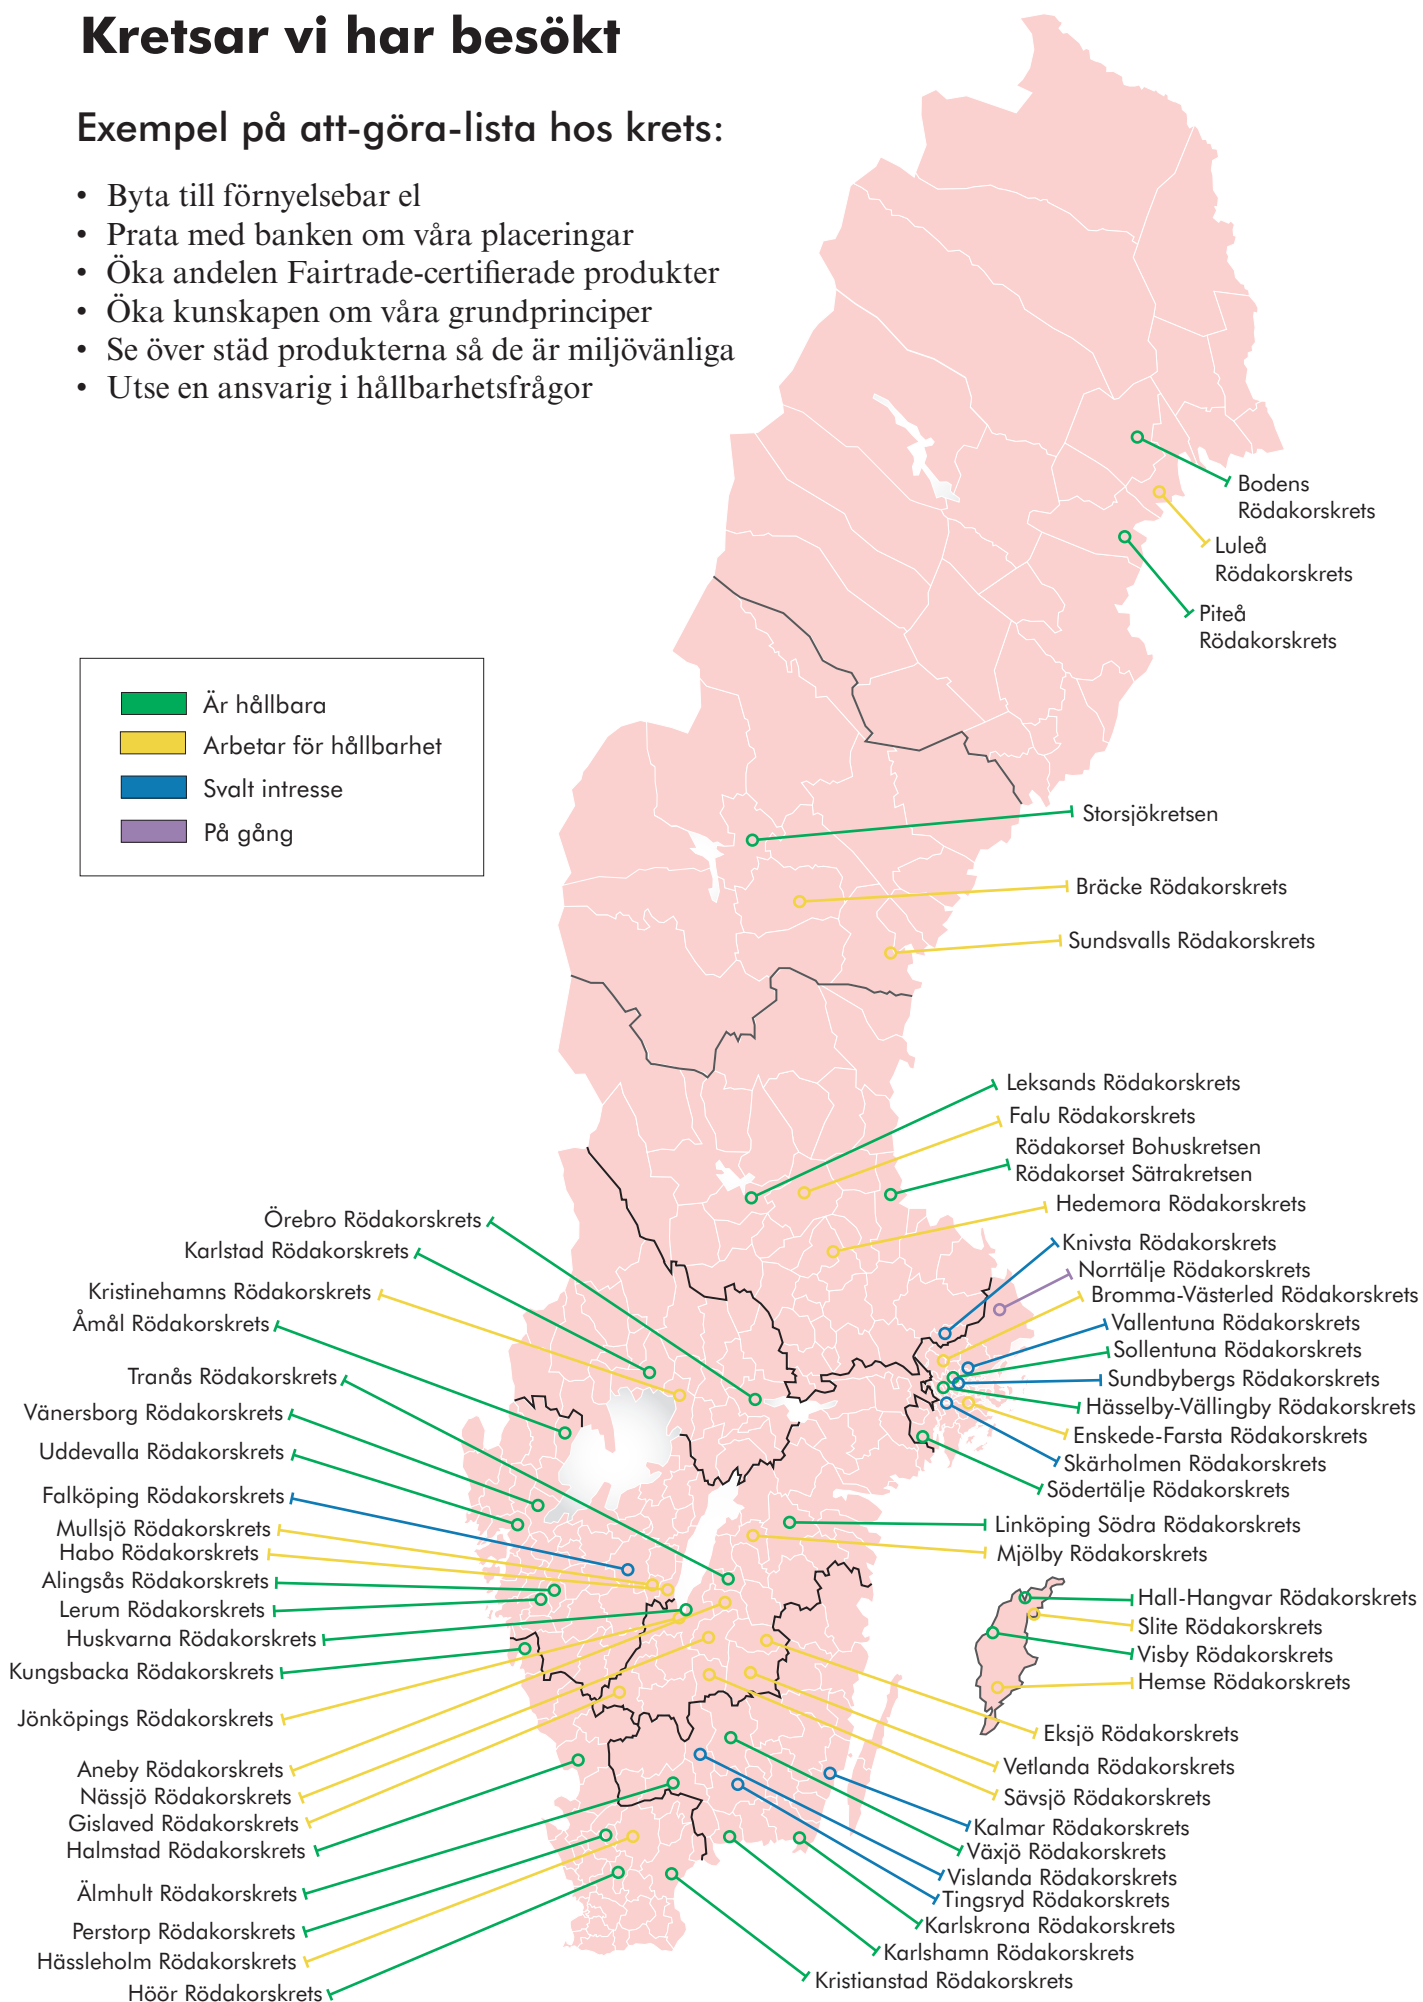 Kretsar vi har besökt
Exempel på att-göra-lista hos krets:
• Byta till förnyelsebar el
• Prata med banken om våra placeringar
• Öka andelen Fairtrade-certifierade produkter
• Öka kunskapen om våra grundprinciper
• Se över städ produkterna så de är miljövänliga
• Utse en ansvarig i hållbarhetsfrågor
Är hållbara
Arbetar för hållbarhet
Svalt intresse
På gång
Bodens
Rödakorskrets
Luleå
Rödakorskrets
Piteå
Rödakorskrets
Storsjökretsen
Bräcke Rödakorskrets
Sundsvalls Rödakorskrets
Leksands Rödakorskrets
Falu Rödakorskrets
Rödakorset Bohuskretsen
Rödakorset Sätrakretsen
Hedemora Rödakorskrets
Knivsta Rödakorskrets
Norrtälje Rödakorskrets
Bromma-Västerled Rödakorskrets
Vallentuna Rödakorskrets
Sollentuna Rödakorskrets
Sundbybergs Rödakorskrets
Hässelby-Vällingby Rödakorskrets
Enskede-Farsta Rödakorskrets
Skärholmen Rödakorskrets
Södertälje Rödakorskrets
Linköping Södra Rödakorskrets
Mjölby Rödakorskrets
Hall-Hangvar Rödakorskrets
Slite Rödakorskrets
Visby Rödakorskrets
Hemse Rödakorskrets
Eksjö Rödakorskrets
Vetlanda Rödakorskrets
Sävsjö Rödakorskrets
Kalmar Rödakorskrets
Växjö Rödakorskrets
Vislanda Rödakorskrets
Tingsryd Rödakorskrets
Karlskrona Rödakorskrets
Karlshamn Rödakorskrets
Kristianstad Rödakorskrets
Örebro Rödakorskrets
Karlstad Rödakorskrets
Kristinehamns Rödakorskrets
Åmål Rödakorskrets
Tranås Rödakorskrets
Vänersborg Rödakorskrets
Uddevalla Rödakorskrets
Falköping Rödakorskrets
Mullsjö Rödakorskrets
Habo Rödakorskrets
Alingsås Rödakorskrets
Lerum Rödakorskrets
Huskvarna Rödakorskrets
Kungsbacka Rödakorskrets
Jönköpings Rödakorskrets
Aneby Rödakorskrets
Nässjö Rödakorskrets
Gislaved Rödakorskrets
Halmstad Rödakorskrets
Älmhult Rödakorskrets
Perstorp Rödakorskrets
Hässleholm Rödakorskrets
Höör Rödakorskrets